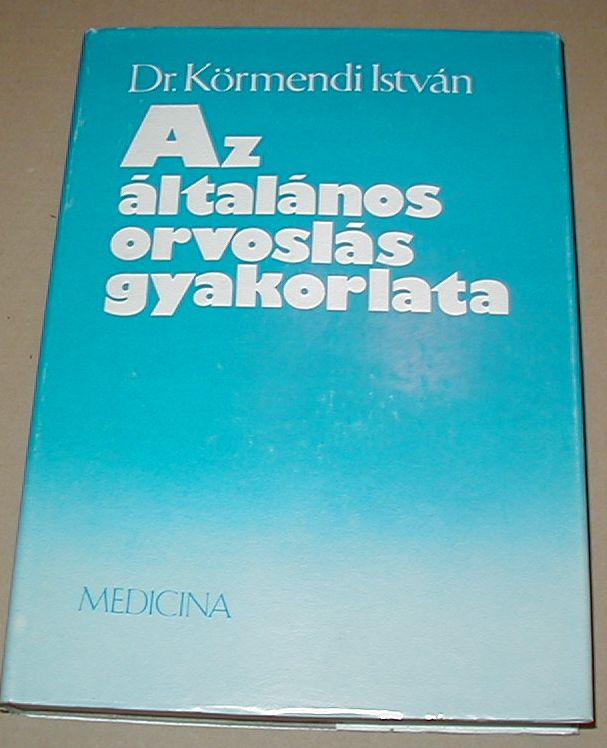 Dr. Körmendi István
Az
általános
orvoslás
gyakorlata
MEDICINA